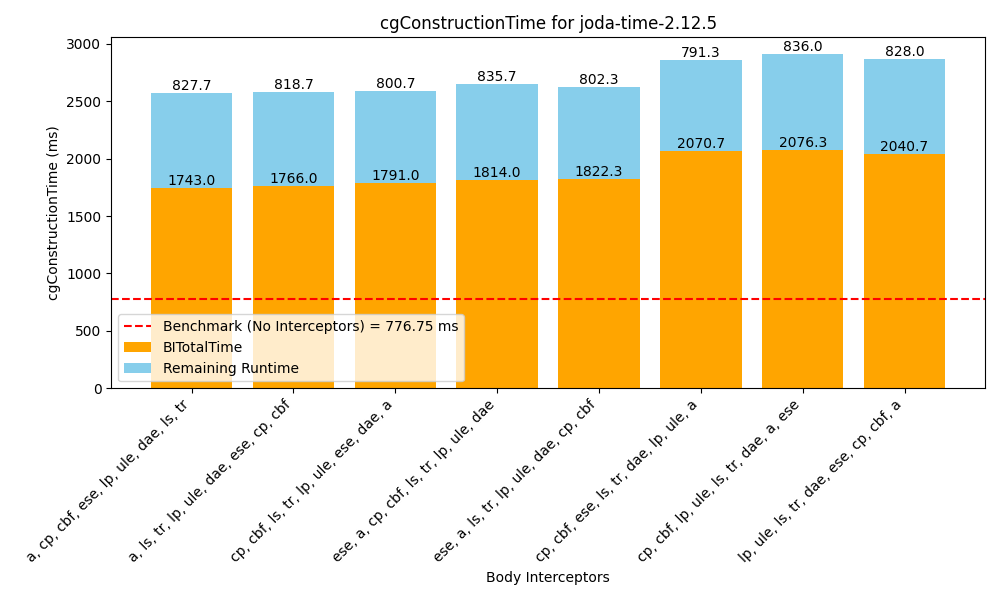 cgConstructionTime for joda-time-2.12.5
cgConstructionTime (ms)
3000
2500
2000
1500
1000
500
0
827.7
818.7
800.7
835.7
802.3
791.3
836.0
828.0
1743.0
1766.0
1791.0
1814.0
1822.3
2070.7
2076.3
2040.7
Benchmark (No Interceptors) = 776.75 ms
BITotalTime
Remaining Runtime
a, cp, cbf, ese, lp, ule, dae, ls, tr
a, ls, tr, lp, ule, dae, ese, cp, cbf
cp, cbf, ls, tr, lp, ule, ese, dae, a
ese, a, cp, cbf, ls, tr, lp, ule, dae
ese, a, ls, tr, lp, ule, dae, cp, cbf
cp, cbf, ese, ls, tr, dae, lp, ule, a
cp, cbf, lp, ule, ls, tr, dae, a, ese
lp, ule, ls, tr, dae, ese, cp, cbf, a
Body Interceptors